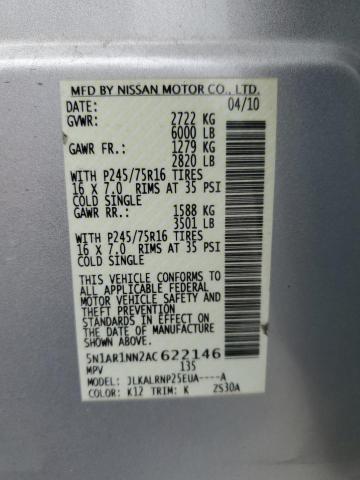 MFD BY NISSAN MOTOR CO., LTD.
DATE: 04/10
GVWR: 2722 KG
6000 LB
GAWR FR.: 1279 KG
2820 LB
WITH P245/75R16 TIRES
16 X 7.0 RIMS AT 35 PSI
COLD SINGLE
GAWR RR.: 1588 KG
3501 LB
WITH P245/75R16 TIRES
16 X 7.0 RIMS AT 35 PSI
COLD SINGLE
THIS VEHICLE CONFORMS TO
ALL APPLICABLE FEDERAL
MOTOR VEHICLE SAFETY
AND THEFT PREVENTION
STANDARDS IN EFFECT ON
THE DATE OF MANUFACTURE
SHOWN ABOVE.
5N1AR1NN2AC622146
MPV 135
MODEL: JLKALRNP25EUA----A
COLOR: K12 TRIM: K ZS30A